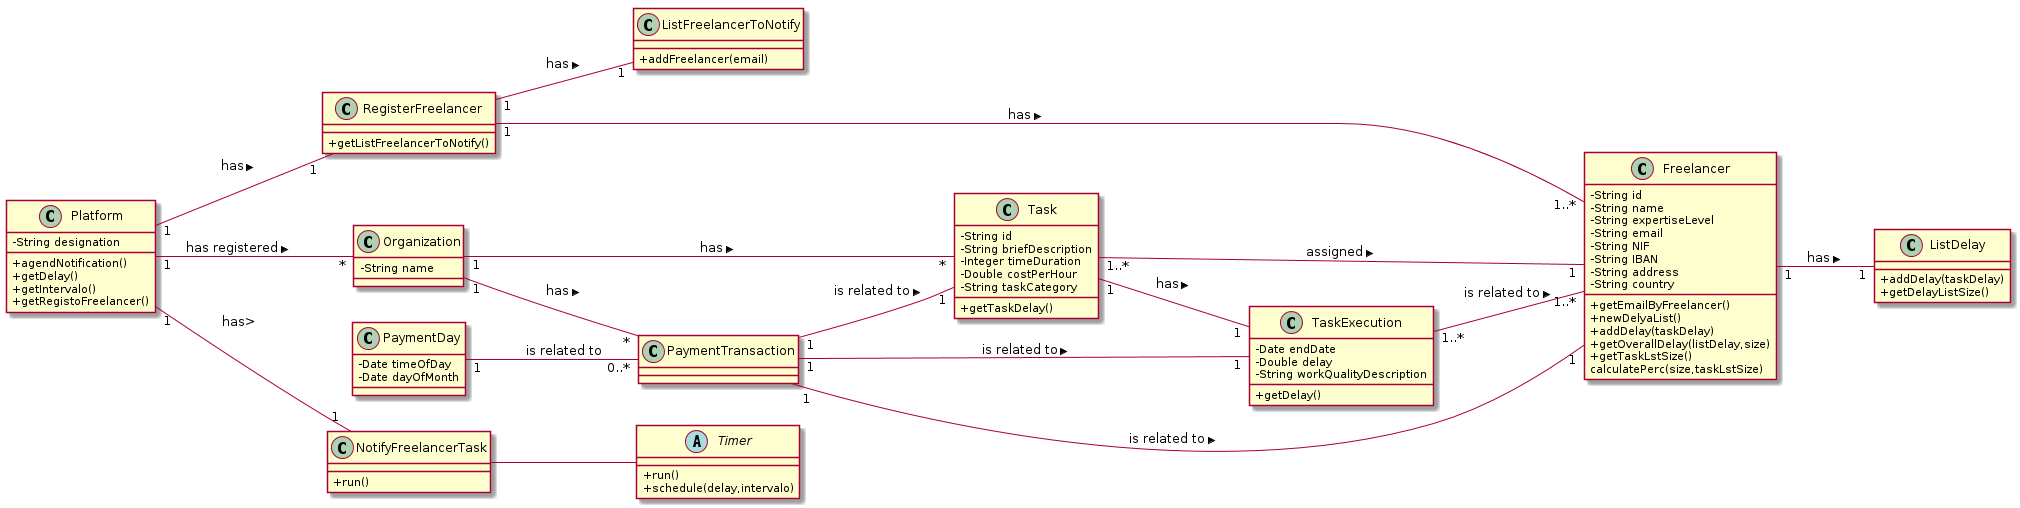 C ListFreelancerToNotify
+addFreelancer(email)
has ▶
1
1
C RegisterFreelancer
+getListFreelancerToNotify()
has ▶
1
1..*
has ▶
1
1
C Platform
-String designation
+agendNotification()
+getDelay()
+getIntervalo()
+getRegistoFreelancer()
has registered ▶
1
*
C Organization
-String name
has ▶
1
*
has ▶
1
*
C Task
-String id
-String briefDescription
-Integer timeDuration
-Double costPerHour
-String taskCategory
+getTaskDelay()
assigned ▶
1..*
1
has ▶
1
1
C Freelancer
-String id
-String name
-String expertiseLevel
-String email
-String NIF
-String IBAN
-String address
-String country
+getEmailByFreelancer()
+newDelyaList()
+addDelay(taskDelay)
+getOverallDelay(listDelay,size)
+getTaskLstSize()
calculatePerc(size,taskLstSize)
has ▶
1
1
C ListDelay
+addDelay(taskDelay)
+getDelayListSize()
C PaymentDay
-Date timeOfDay
-Date dayOfMonth
is related to
1
0..*
C PaymentTransaction
is related to ▶
1
1
is related to ▶
1
1
is related to ▶
1
1
C TaskExecution
-Date endDate
-Double delay
-String workQualityDescription
+getDelay()
is related to ▶
1..*
1..*
has>
1
1
C NotifyFreelancerTask
+run()
A Timer
+run()
+schedule(delay,intervalo)